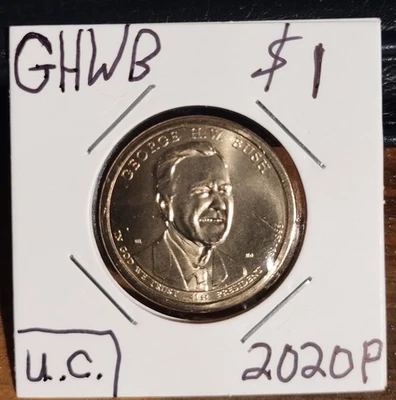 GHWB $1
GEORGE H.W. BUSH
IN GOD WE TRUST 41st PRESIDENT
u.c. 2020P